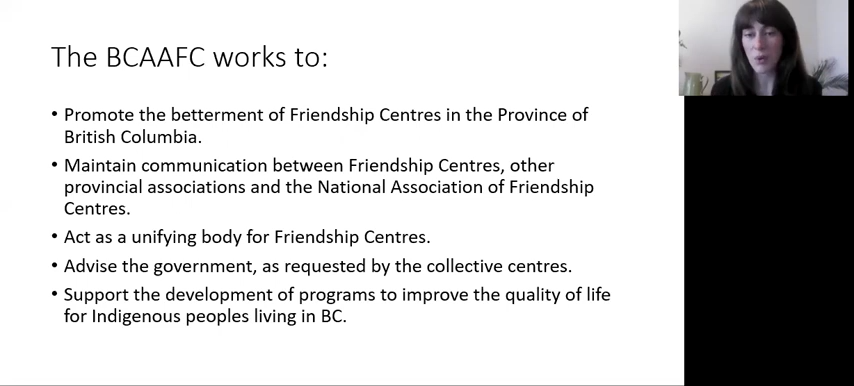 The BCAAFC works to:
• Promote the betterment of Friendship Centres in the Province of
British Columbia.
• Maintain communication between Friendship Centres, other
provincial associations and the National Association of Friendship
Centres.
• Act as a unifying body for Friendship Centres.
• Advise the government, as requested by the collective centres.
• Support the development of programs to improve the quality of life
for Indigenous peoples living in BC.